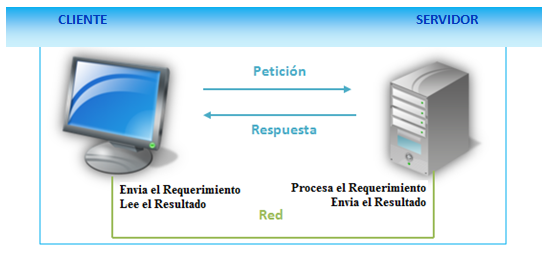 CLIENTE
SERVIDOR
Petición
Respuesta
Envia el Requerimiento
Lee el Resultado
Procesa el Requerimiento
Envia el Resultado
Red